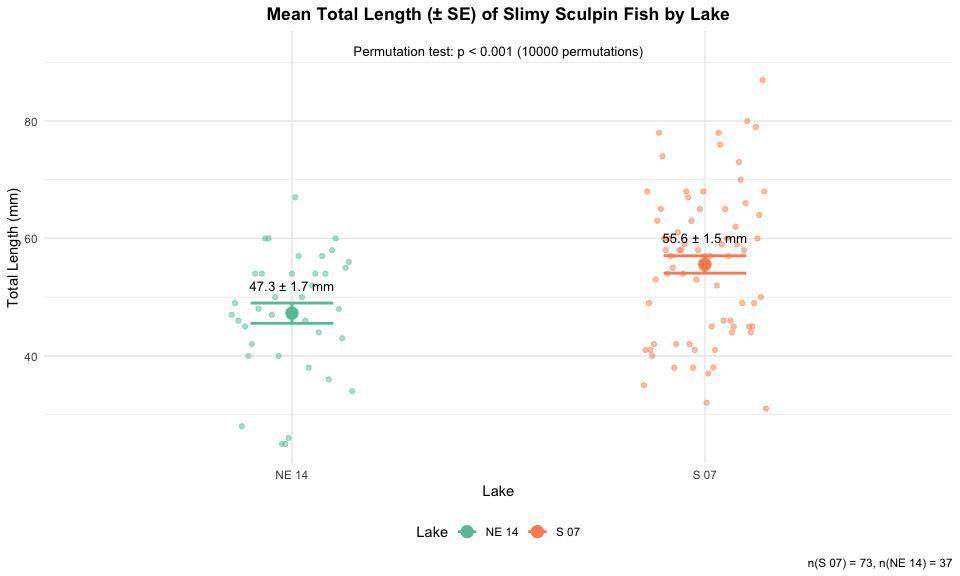 Mean Total Length (± SE) of Slimy Sculpin Fish by Lake
Permutation test: p < 0.001 (10000 permutations)
Total Length (mm)
80
60
40
55.6 ± 1.5 mm
47.3 ± 1.7 mm
NE 14
S 07
Lake
Lake
NE 14
S 07
n(S 07) = 73, n(NE 14) = 37